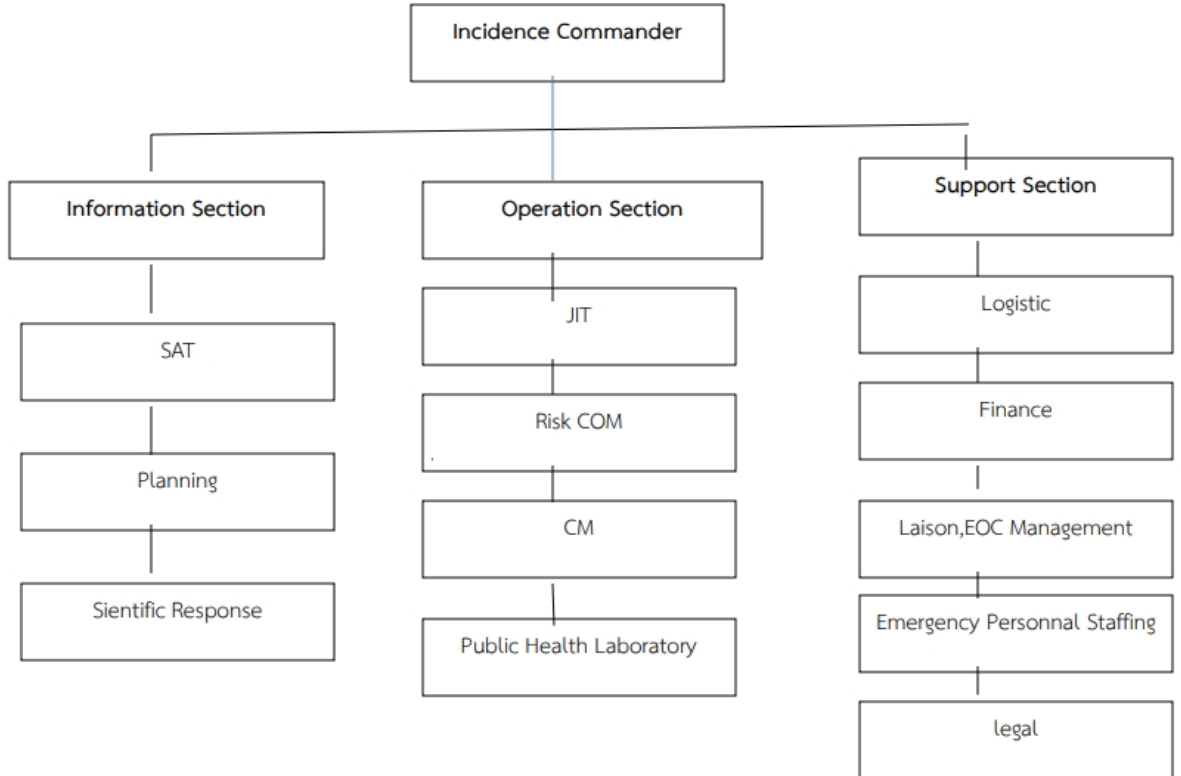 Incidence Commander
Information Section
SAT
Planning
Sientific Response
Operation Section
JIT
Risk COM
CM
Public Health Laboratory
Support Section
Logistic
Finance
Laison,EOC Management
Emergency Personnal Staffing
legal